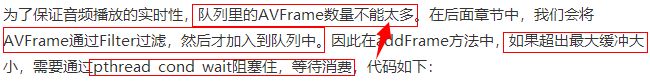 为了保证音频播放的实时性，队列里的AVFrame数量不能太多。在后面章节中，我们会将
AVFrame通过Filter过滤，然后才加入到队列中。因此在addFrame方法中，如果超出最大缓冲大
小，需要通过pthread_cond_wait阻塞住，等待消费，代码如下：